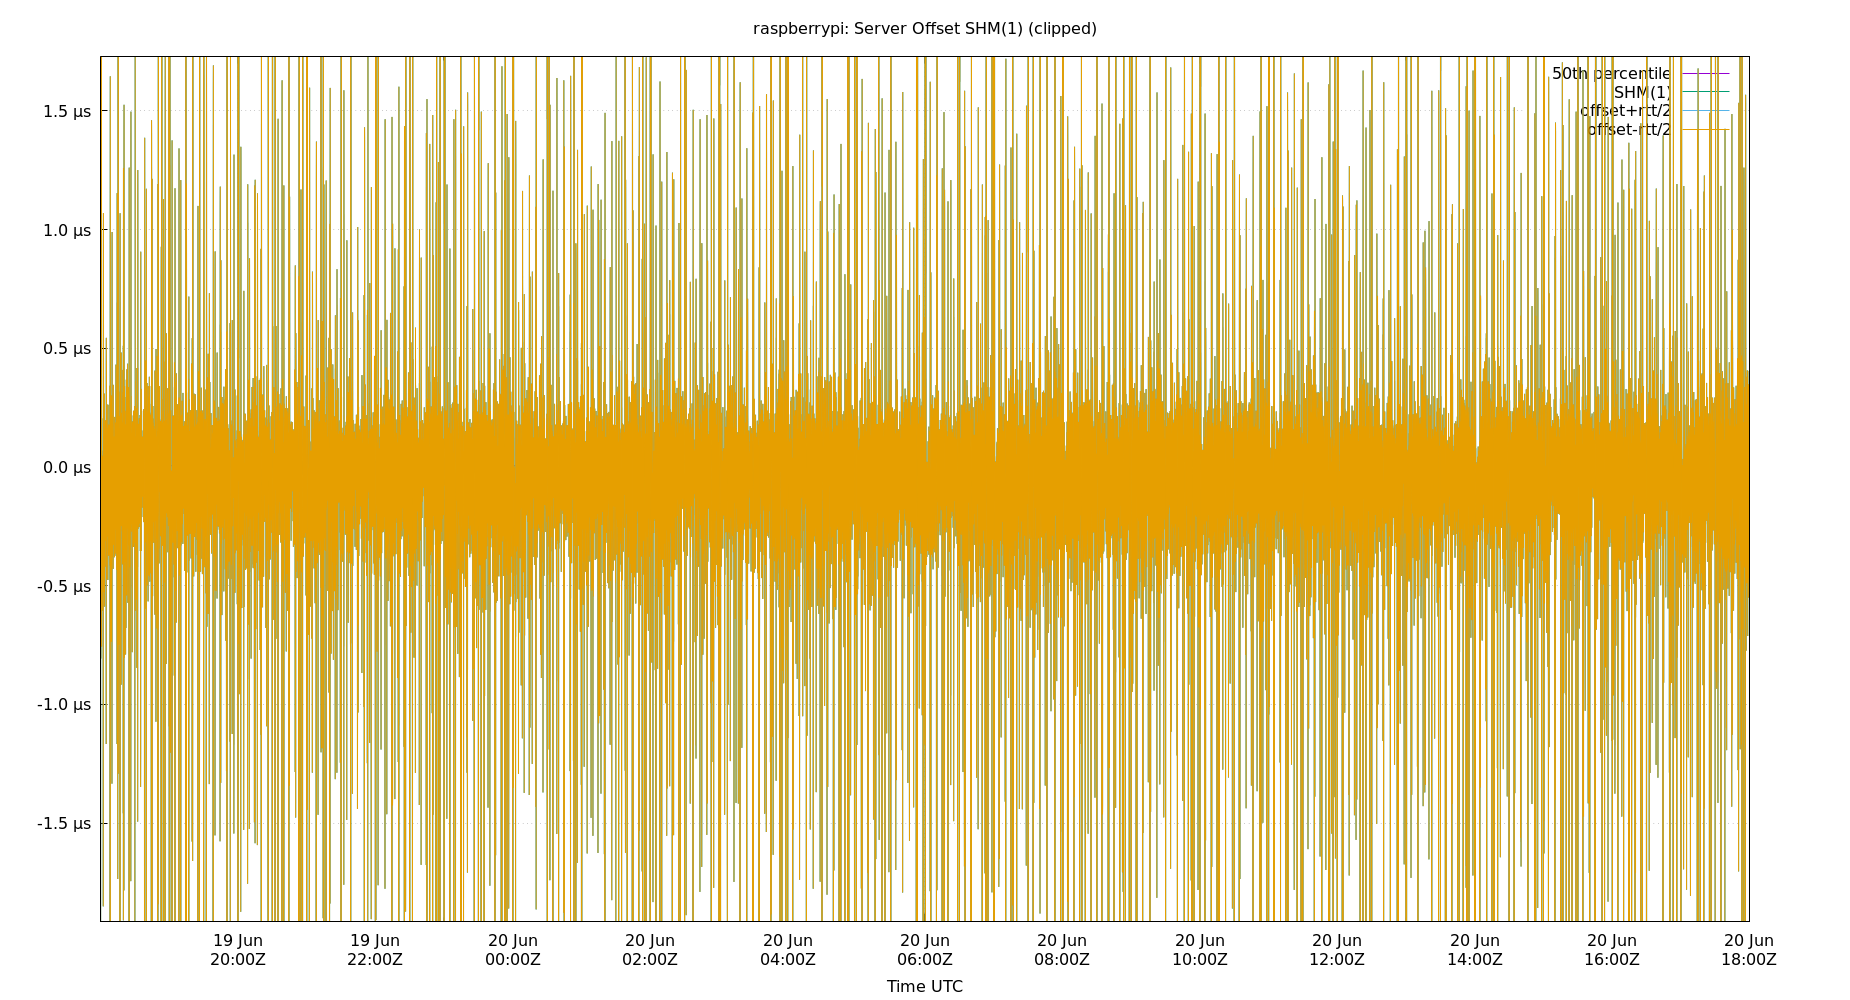 raspberrypi: Server Offset SHM(1) (clipped)
50th percentile
SHM(1)
offset+rtt/2
offset-rtt/2
1.5 µs
1.0 µs
0.5 µs
0.0 µs
-0.5 µs
-1.0 µs
-1.5 µs
19 Jun 19 Jun 20 Jun 20 Jun 20 Jun 20 Jun 20 Jun 20 Jun 20 Jun 20 Jun 20 Jun 20 Jun
20:00Z 22:00Z 00:00Z 02:00Z 04:00Z 06:00Z 08:00Z 10:00Z 12:00Z 14:00Z 16:00Z 18:00Z
Time UTC